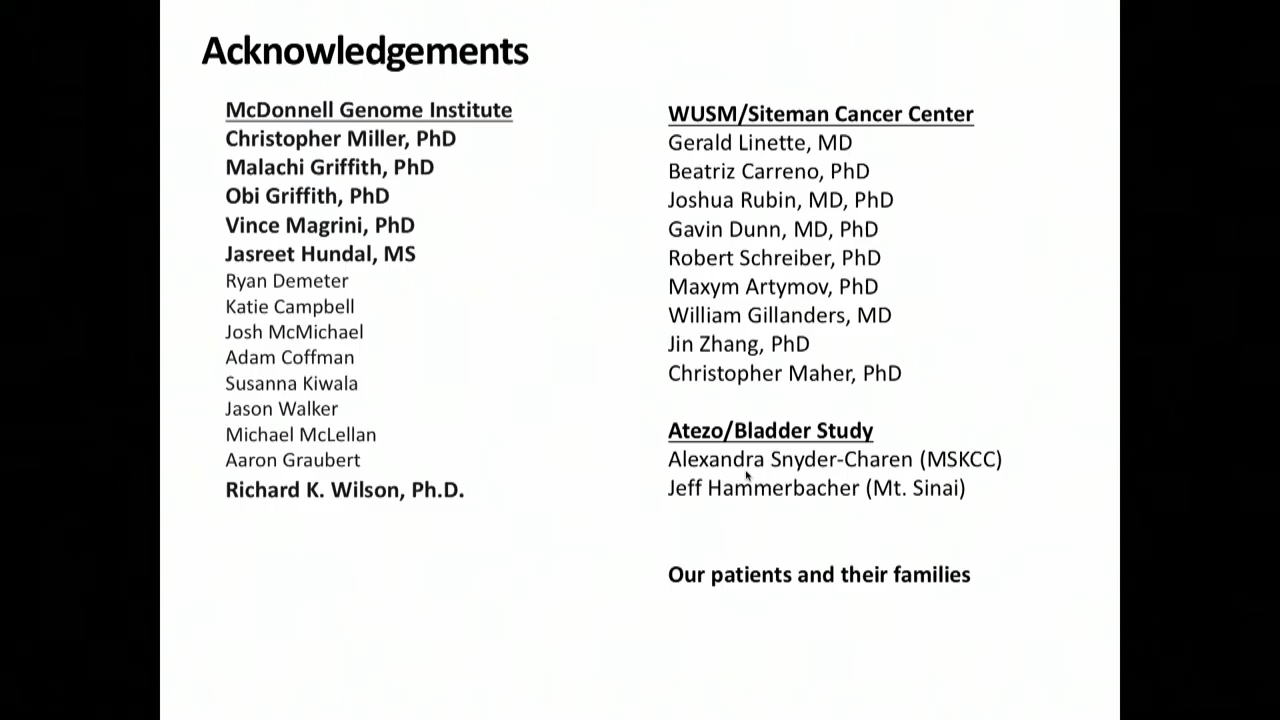 Acknowledgements
McDonnell Genome Institute
Christopher Miller, PhD
Malachi Griffith, PhD
Obi Griffith, PhD
Vince Magrini, PhD
Jasreet Hundal, MS
Ryan Demeter
Katie Campbell
Josh McMichael
Adam Coffman
Susanna Kiwala
Jason Walker
Michael McLellan
Aaron Graubert
Richard K. Wilson, Ph.D.
WUSM/Siteman Cancer Center
Gerald Linette, MD
Beatriz Carreno, PhD
Joshua Rubin, MD, PhD
Gavin Dunn, MD, PhD
Robert Schreiber, PhD
Maxym Artymov, PhD
William Gillanders, MD
Jin Zhang, PhD
Christopher Maher, PhD
Atezo/Bladder Study
Alexandra Snyder-Charen (MSKCC)
Jeff Hammerbacher (Mt. Sinai)
Our patients and their families